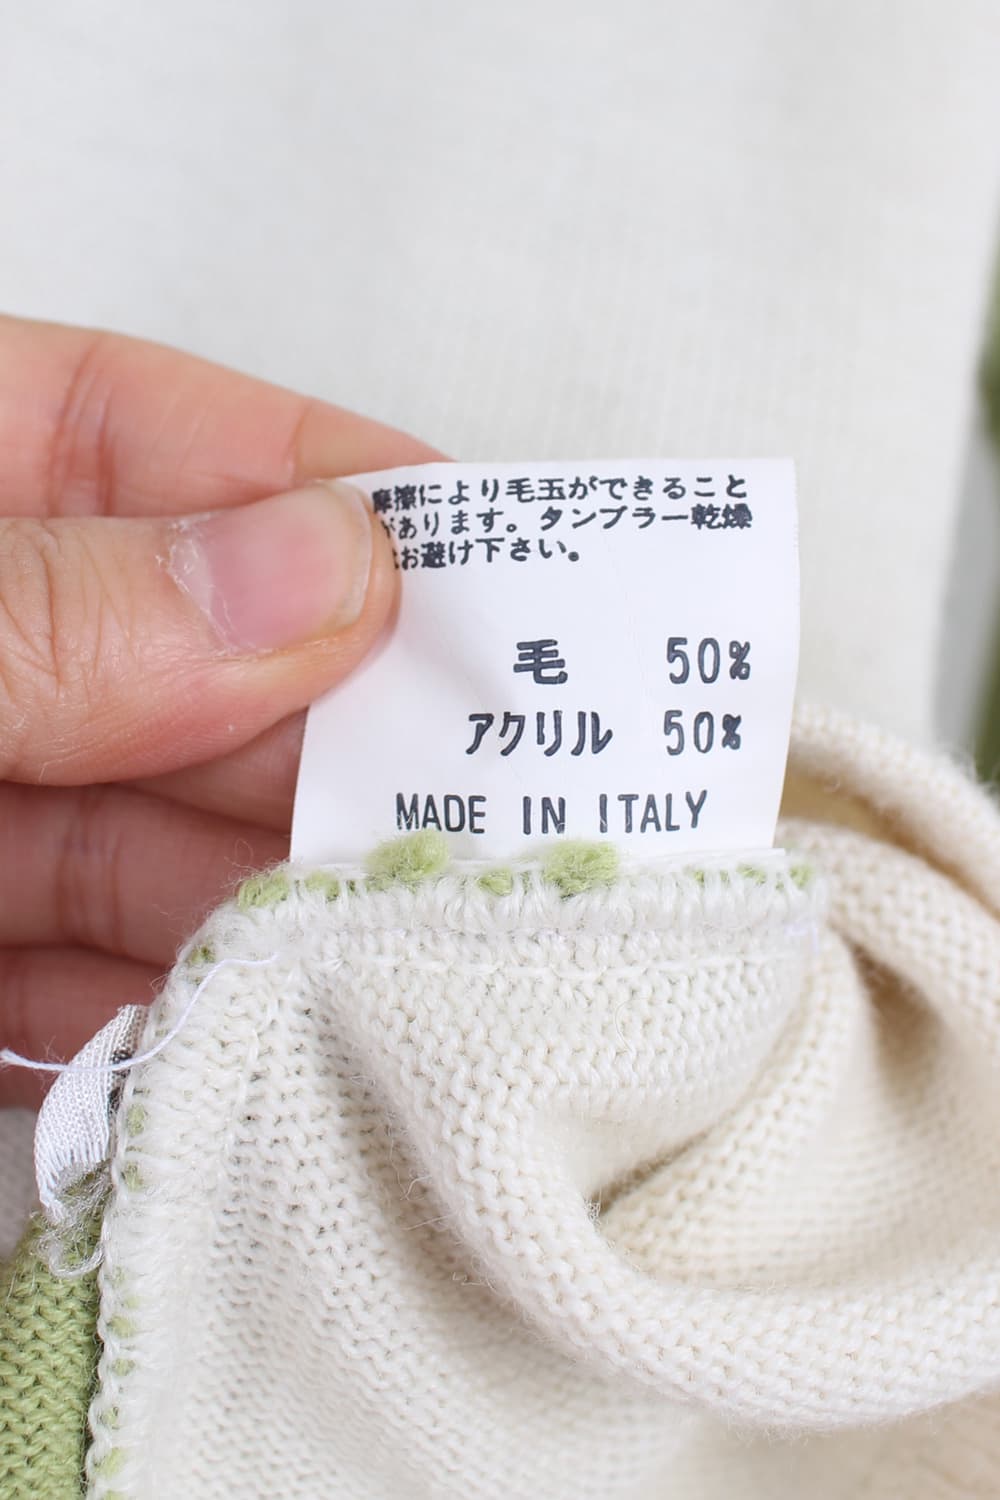 摩擦により毛玉ができること
があります。タンブラー乾燥
はお避け下さい。
毛 50%
アクリル 50%
MADE IN ITALY